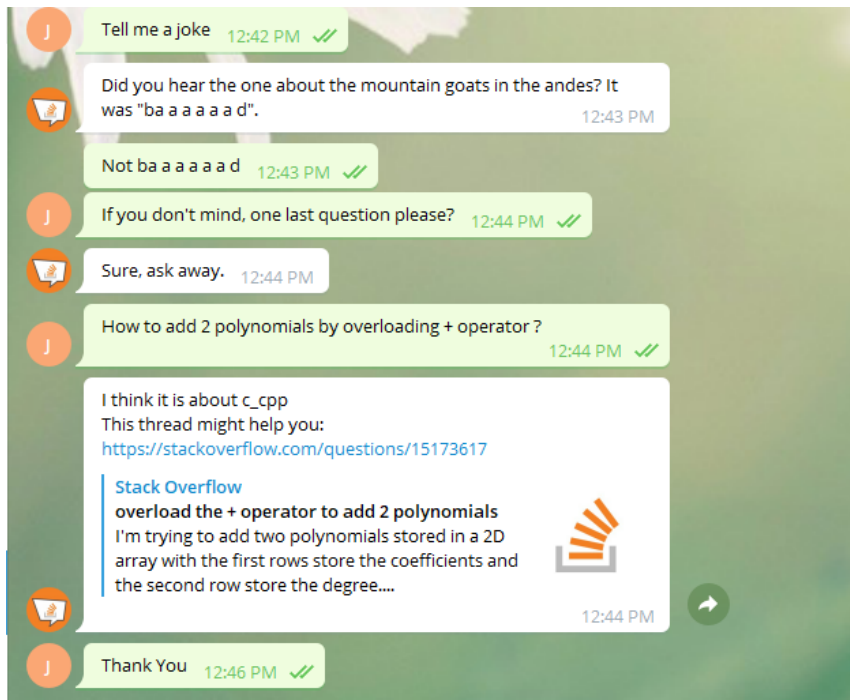 J
Tell me a joke 12:42 PM
Did you hear the one about the mountain goats in the andes? It
was "ba a a a a a d".
12:43 PM
Not ba a a a a a d 12:43 PM
J
If you don't mind, one last question please? 12:44 PM
Sure, ask away. 12:44 PM
J
How to add 2 polynomials by overloading + operator ?
12:44 PM
I think it is about c_cpp
This thread might help you:
https://stackoverflow.com/questions/15173617
Stack Overflow
overload the + operator to add 2 polynomials
I'm trying to add two polynomials stored in a 2D
array with the first rows store the coefficients and
the second row store the degree....
12:44 PM
J
Thank You 12:46 PM